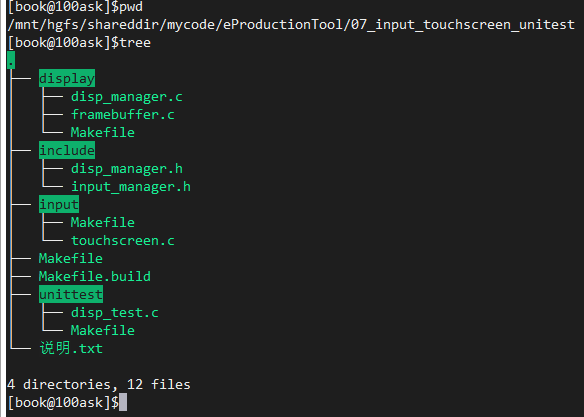 [book@100ask]$pwd
/mnt/hgfs/shareddir/mycode/eProductionTool/07_input_touchscreen_unitest
[book@100ask]$tree
.
├── display
│   ├── disp_manager.c
│   ├── framebuffer.c
│   └── Makefile
├── include
│   ├── disp_manager.h
│   └── input_manager.h
├── input
│   ├── Makefile
│   └── touchscreen.c
├── Makefile
├── Makefile.build
├── unittest
│   ├── disp_test.c
│   └── Makefile
└── 说明.txt
4 directories, 12 files
[book@100ask]$